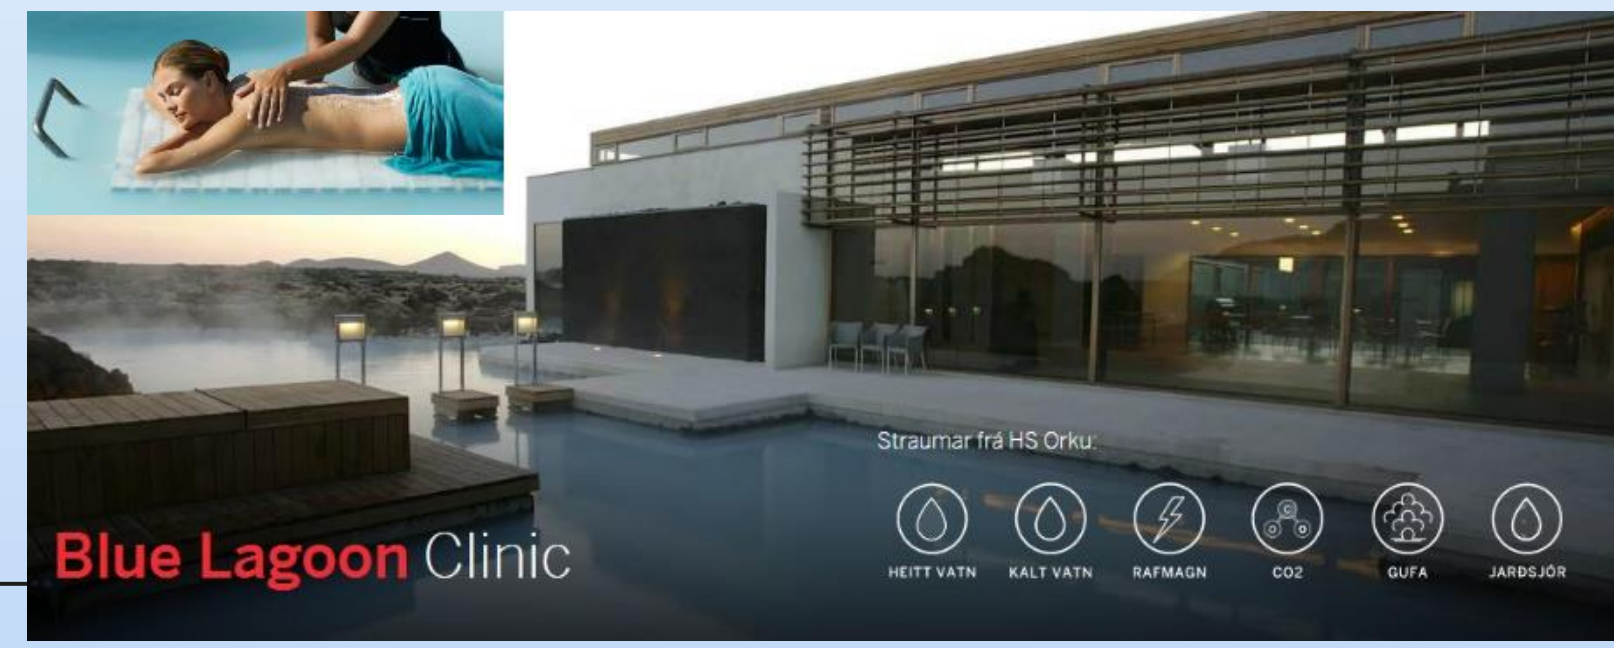 Straumar frá HS Orku:
HEITT VATN KALT VATN RAFMAGN CO2 GUFA JARÐSJÓR
Blue Lagoon Clinic